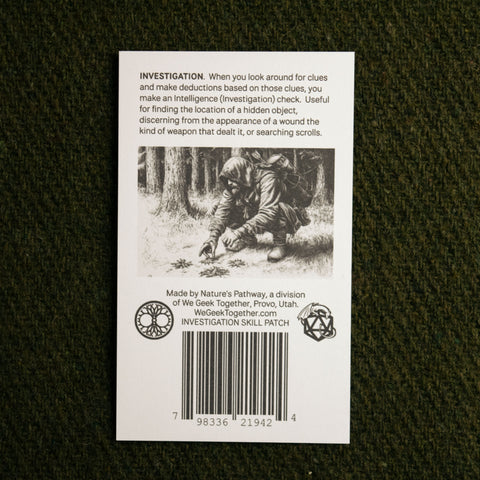 INVESTIGATION. When you look around for clues
and make deductions based on those clues, you
make an Intelligence (Investigation) check. Useful
for finding the location of a hidden object,
discerning from the appearance of a wound the
kind of weapon that dealt it, or searching scrolls.
Made by Nature's Pathway, a division
of We Geek Together, Provo, Utah.
WeGeekTogether.com
INVESTIGATION SKILL PATCH
7 98336 21942 4